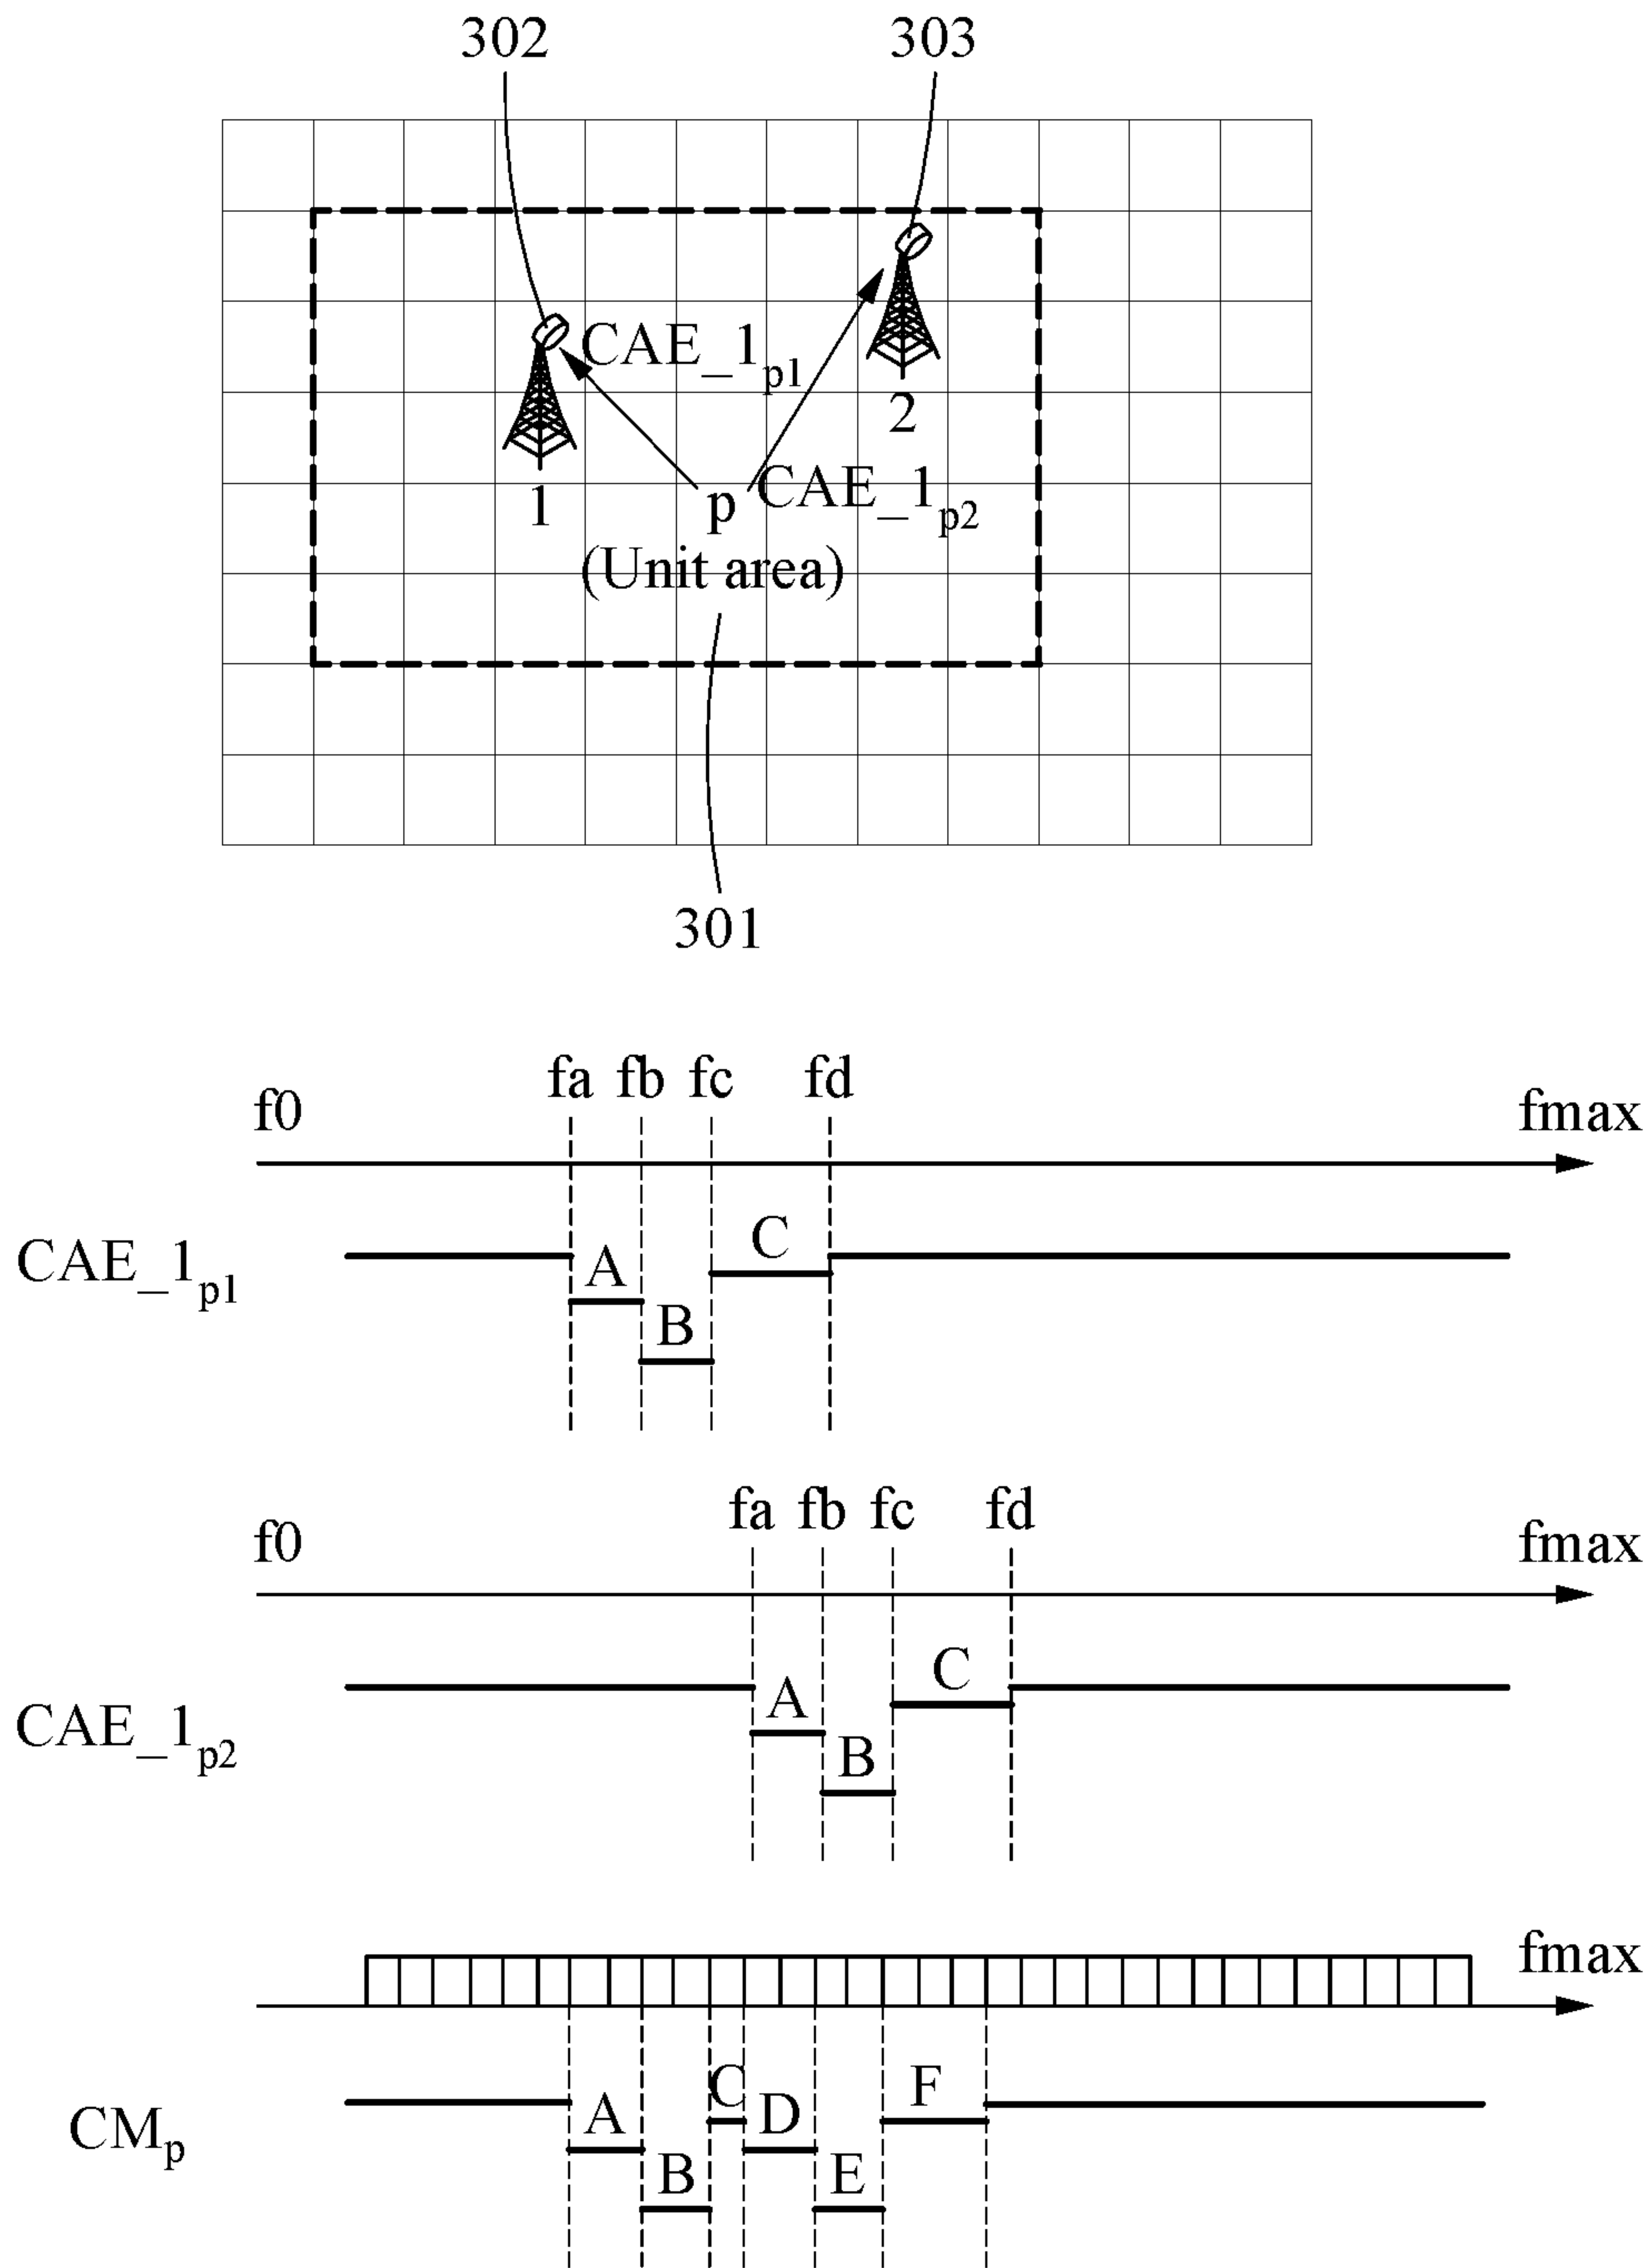 302 303
CAE_1p1
2
1 p CAE_1p2
(Unit area)
301
fa fb fc fd
f0 fmax
CAE_1p1 A B C
fa fb fc fd
f0 fmax
CAE_1p2 A B C
fmax
CMp A B C D E F